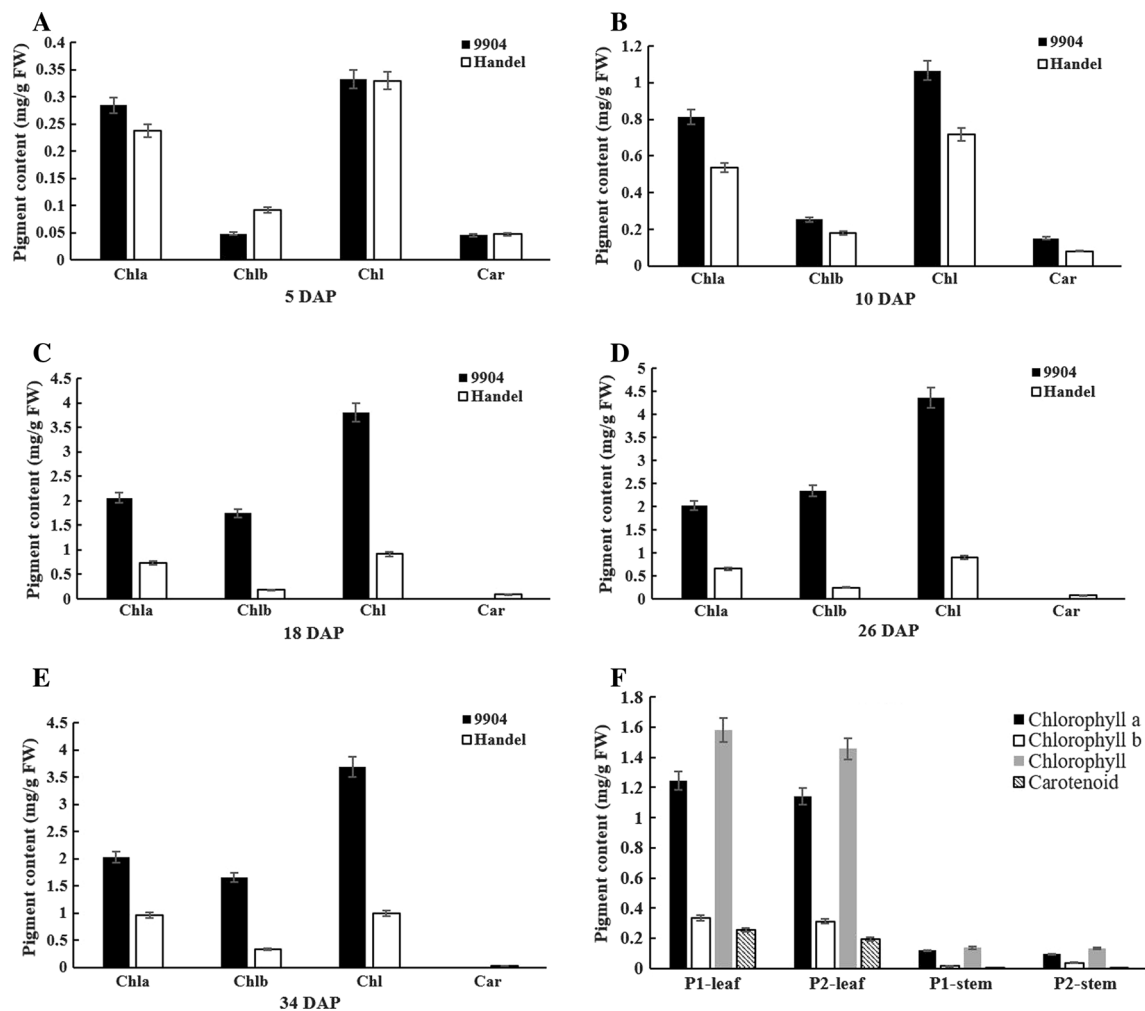 A
Pigment content (mg/g FW)
0.4
0.35
0.3
0.25
0.2
0.15
0.1
0.05
0
9904
Handel
Chla Chlb Chl Car
5 DAP
B
Pigment content (mg/g FW)
1.2
1
0.8
0.6
0.4
0.2
0
9904
Handel
Chla Chlb Chl Car
10 DAP
C
Pigment content (mg/g FW)
4.5
4
3.5
3
2.5
2
1.5
1
0.5
0
9904
Handel
Chla Chlb Chl Car
18 DAP
D
Pigment content (mg/g FW)
5
4.5
4
3.5
3
2.5
2
1.5
1
0.5
0
9904
Handel
Chla Chlb Chl Car
26 DAP
E
Pigment content (mg/g FW)
4.5
4
3.5
3
2.5
2
1.5
1
0.5
0
9904
Handel
Chla Chlb Chl Car
34 DAP
F
Pigment content (mg/g FW)
1.8
1.6
1.4
1.2
1
0.8
0.6
0.4
0.2
0
Chlorophyll a
Chlorophyll b
Chlorophyll
Carotenoid
P1-leaf P2-leaf P1-stem P2-stem